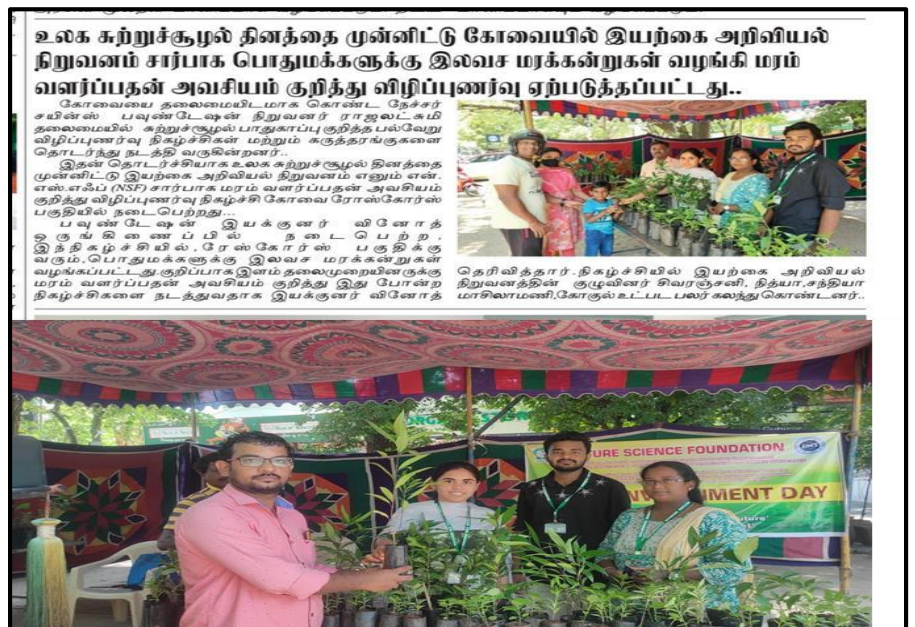 உலக சுற்றுச்சூழல் தினத்தை முன்னிட்டு கோவையில் இயற்கை அறிவியல்
நிறுவனம் சார்பாக பொதுமக்களுக்கு இலவச மரக்கன்றுகள் வழங்கி மரம்
வளர்ப்பதன் அவசியம் குறித்து விழிப்புணர்வு ஏற்படுத்தப்பட்டது..
கோவையை தலைமையிடமாக கொண்ட நேச்சர்
சயின்ஸ் பவுண்டேஷன் நிறுவனர் ராஜலட்சுமி
தலைமையில் சுற்றுச்சூழல் பாதுகாப்பு குறித்த பல்வேறு
விழிப்புணர்வு நிகழ்ச்சிகள் மற்றும் கருத்தரங்குகளை
தொடர்ந்து நடத்தி வருகின்றனர்..
இதன் தொடர்ச்சியாக உலக சுற்றுச்சூழல் தினத்தை
முன்னிட்டு இயற்கை அறிவியல் நிறுவனம் எனும் என்.
எஸ்.எஃப் (NSF) சார்பாக மரம் வளர்ப்பதன் அவசியம்
குறித்து விழிப்புணர்வு நிகழ்ச்சி கோவை ரோஸ்கோர்ஸ்
பகுதியில் நடைபெற்றது...
பவுண்டேஷன் இயக்குனர் வினோத்
ஒருங்கிணைப்பில் நடைபெற்ற,
இந்நிகழ்ச்சியில்,ரேஸ்கோர்ஸ் பகுதிக்கு
வரும்,பொதுமக்களுக்கு இலவச மரக்கன்றுகள்
வழங்கப்பட்டது.குறிப்பாக இளம் தலைமுறையினருக்கு
மரம் வளர்ப்பதன் அவசியம் குறித்து இது போன்ற
நிகழ்ச்சிகளை நடத்துவதாக இயக்குனர் வினோத்
தெரிவித்தார்.நிகழ்ச்சியில் இயற்கை அறிவியல்
நிறுவனத்தின் குழுவினர் சிவரஞ்சனி, நித்யா,சந்தியா
மாசிலாமணி,கோகுல் உட்பட பலர் கலந்து கொண்டனர்..
TURE SCIENCE FOUNDATION
NMENT DAY